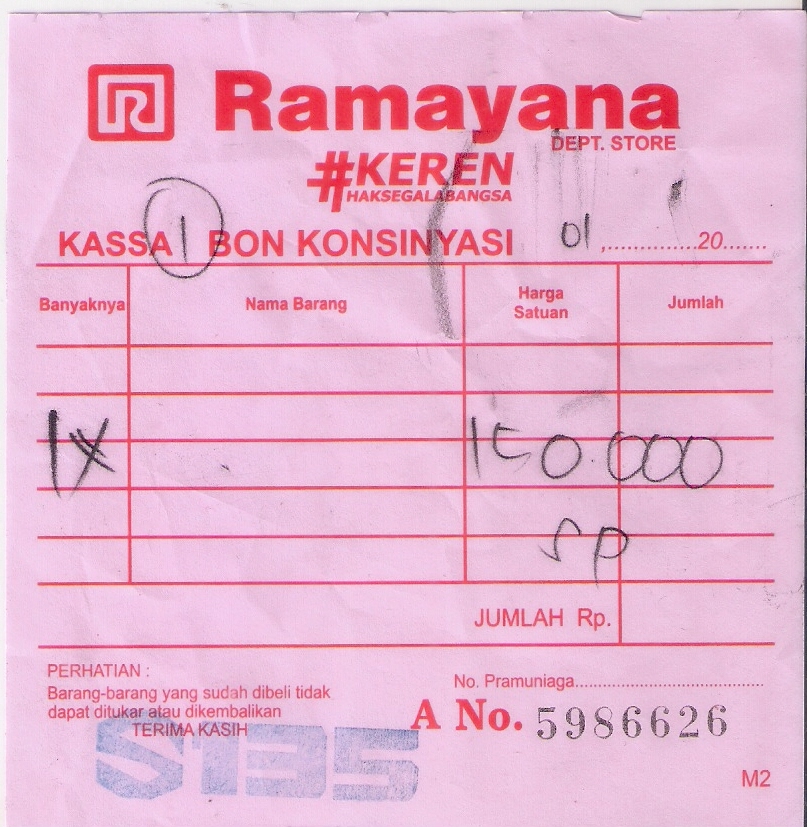 Ramayana
DEPT. STORE
#KEREN
HAKSEGALABANGSA
KASSA 1 BON KONSINYASI 01 ,...............20.......
Banyaknya Nama Barang Harga Satuan Jumlah
1X 150.000
SP
JUMLAH Rp.
PERHATIAN :
Barang-barang yang sudah dibeli tidak
dapat ditukar atau dikembalikan
TERIMA KASIH
No. Pramuniaga..........................................
A No. 5986626
S135
M2